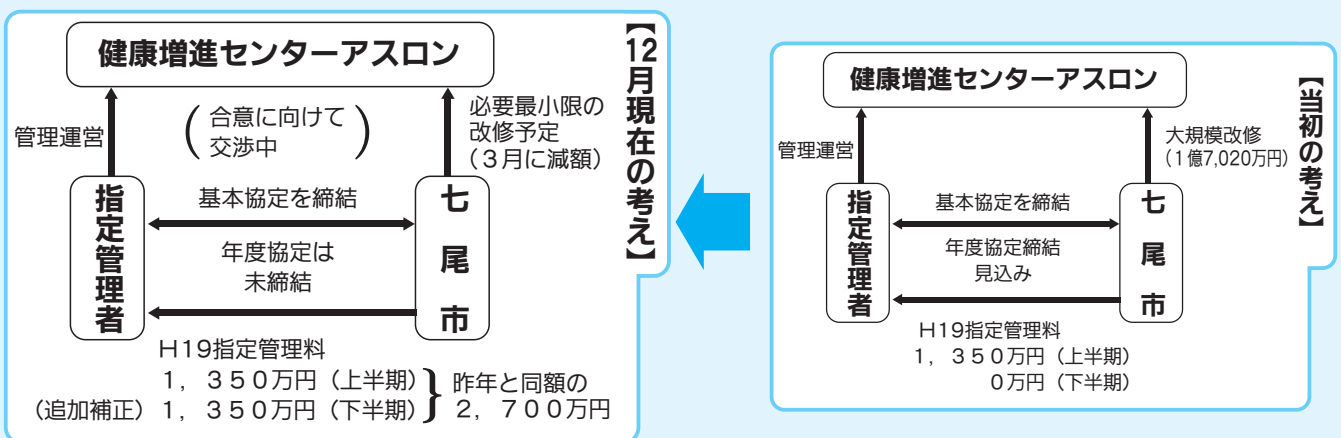 【12月現在の考え】
健康増進センターアスロン
管理運営
（合意に向けて
交渉中）
必要最小限の
改修予定
（３月に減額）
指定管理者
基本協定を締結
年度協定は
未締結
七尾市
Ｈ19指定管理料
１，３５０万円（上半期）
（追加補正）１，３５０万円（下半期）
昨年と同額の
２，７００万円
【当初の考え】
健康増進センターアスロン
管理運営
大規模改修
（１億7,020万円）
指定管理者
基本協定を締結
年度協定締結
見込み
七尾市
Ｈ19指定管理料
１，３５０万円（上半期）
０万円（下半期）